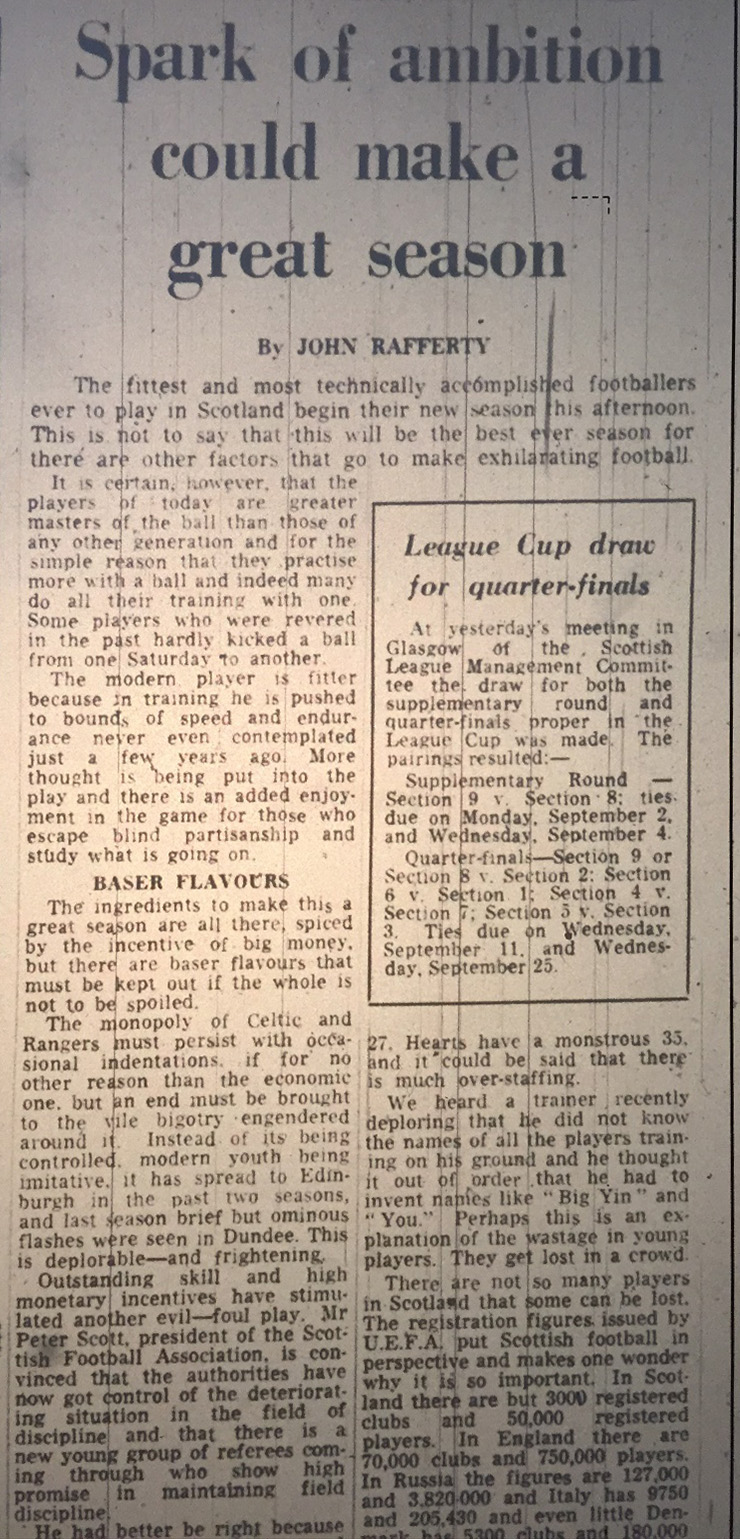 Spark of ambition
could make a
great season
By JOHN RAFFERTY
The fittest and most technically accomplished footballers
ever to play in Scotland begin their new season this afternoon.
This is not to say that this will be the best ever season for
there are other factors that go to make exhilarating football.
It is certain, however, that the
players of today are greater
masters of the ball than those of
any other generation and for the
simple reason that they practise
more with a ball and indeed many
do all their training with one.
Some players who were revered
in the past hardly kicked a ball
from one Saturday to another.
The modern player is fitter
because in training he is pushed
to bounds of speed and endur-
ance never even contemplated
just a few years ago. More
thought is being put into the
play and there is an added enjoy-
ment in the game for those who
escape blind partisanship and
study what is going on.
BASER FLAVOURS
The ingredients to make this a
great season are all there, spiced
by the incentive of big money,
but there are baser flavours that
must be kept out if the whole is
not to be spoiled.
The monopoly of Celtic and
Rangers must persist with occa-
sional indentations, if for no
other reason than the economic
one, but an end must be brought
to the vile bigotry engendered
around it. Instead of its being
controlled, modern youth being
imitative, it has spread to Edin-
burgh in the past two seasons,
and last season brief but ominous
flashes were seen in Dundee. This
is deplorable—and frightening.
Outstanding skill and high
monetary incentives have stimu-
lated another evil—foul play. Mr
Peter Scott, president of the Scot-
tish Football Association, is con-
vinced that the authorities have
now got control of the deteriorat-
ing situation in the field of
discipline and that there is a
new young group of referees com-
ing through who show high
promise in maintaining field
discipline.
He had better be right because
League Cup draw
for quarter-finals
At yesterday's meeting in
Glasgow of the Scottish
League Management Commit-
tee the draw for both the
supplementary round and
quarter-finals proper in the
League Cup was made. The
pairings resulted:—
Supplementary Round —
Section 9 v. Section 8; ties
due on Monday, September 2,
and Wednesday, September 4.
Quarter-finals—Section 9 or
Section 8 v. Section 2; Section
6 v. Section 1; Section 4 v.
Section 7; Section 5 v. Section
3. Ties due on Wednesday,
September 11, and Wednes-
day, September 25.
27. Hearts have a monstrous 35,
and it could be said that there
is much over-staffing.
We heard a trainer recently
deploring that he did not know
the names of all the players train-
ing on his ground and he thought
it out of order that he had to
invent names like "Big Yin" and
"You." Perhaps this is an ex-
planation of the wastage in young
players. They get lost in a crowd.
There are not so many players
in Scotland that some can be lost.
The registration figures issued by
U.E.F.A. put Scottish football in
perspective and makes one wonder
why it is so important. In Scot-
land there are but 3000 registered
clubs and 50,000 registered
players. In England there are
70,000 clubs and 750,000 players.
In Russia the figures are 127,000
and 3,820,000 and Italy has 9750
and 205,430 and even little Den-
mark has 5300 clubs and 180,000